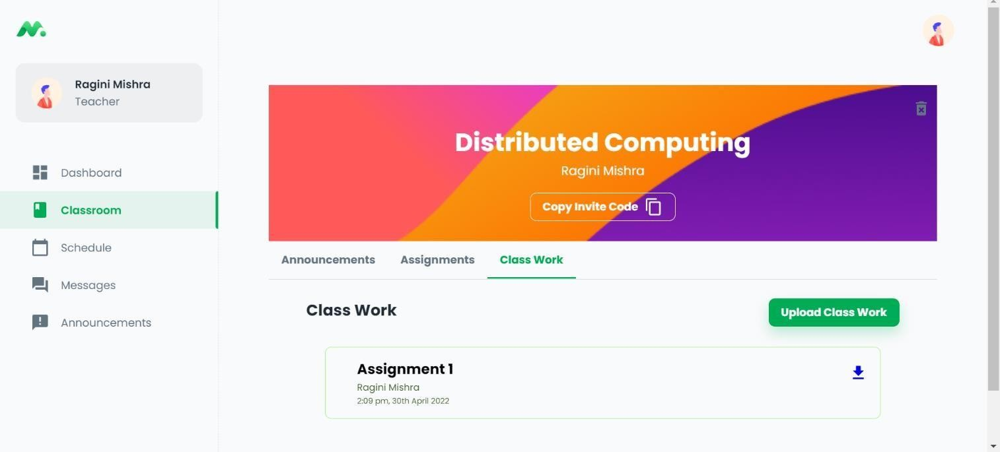 Ragini Mishra
Teacher
Dashboard
Classroom
Schedule
Messages
Announcements
Distributed Computing
Ragini Mishra
Copy Invite Code
Announcements Assignments Class Work
Class Work
Upload Class Work
Assignment 1
Ragini Mishra
2:09 pm, 30th April 2022